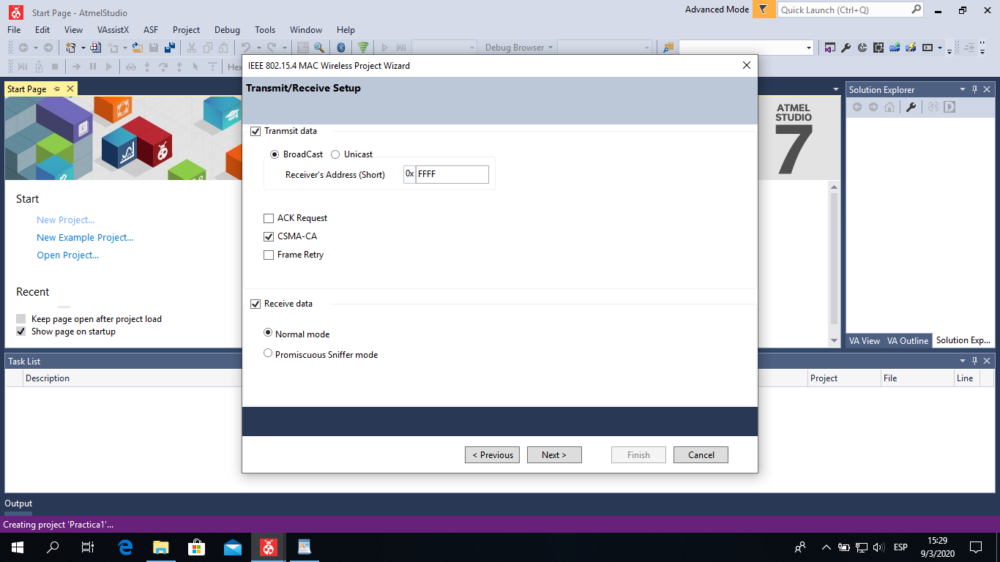 Start Page - AtmelStudio
Advanced Mode
Quick Launch (Ctrl+Q)
File Edit View VAssistX ASF Project Debug Tools Window Help
Debug Browser
Hex
IEEE 802.15.4 MAC Wireless Project Wizard
Transmit/Receive Setup
Start Page
Solution Explorer
ATMEL
STUDIO
7
Tranmsit data
BroadCast Unicast
Receiver's Address (Short) 0x FFFF
ACK Request
CSMA-CA
Frame Retry
Receive data
Normal mode
Promiscuous Sniffer mode
< Previous Next > Finish Cancel
Start
New Project...
New Example Project...
Open Project...
Recent
Keep page open after project load
Show page on startup
VA View VA Outline Solution Exp...
Task List
Description Project File Line
Output
Creating project 'Practica1'...
ESP
15:29
9/3/2020